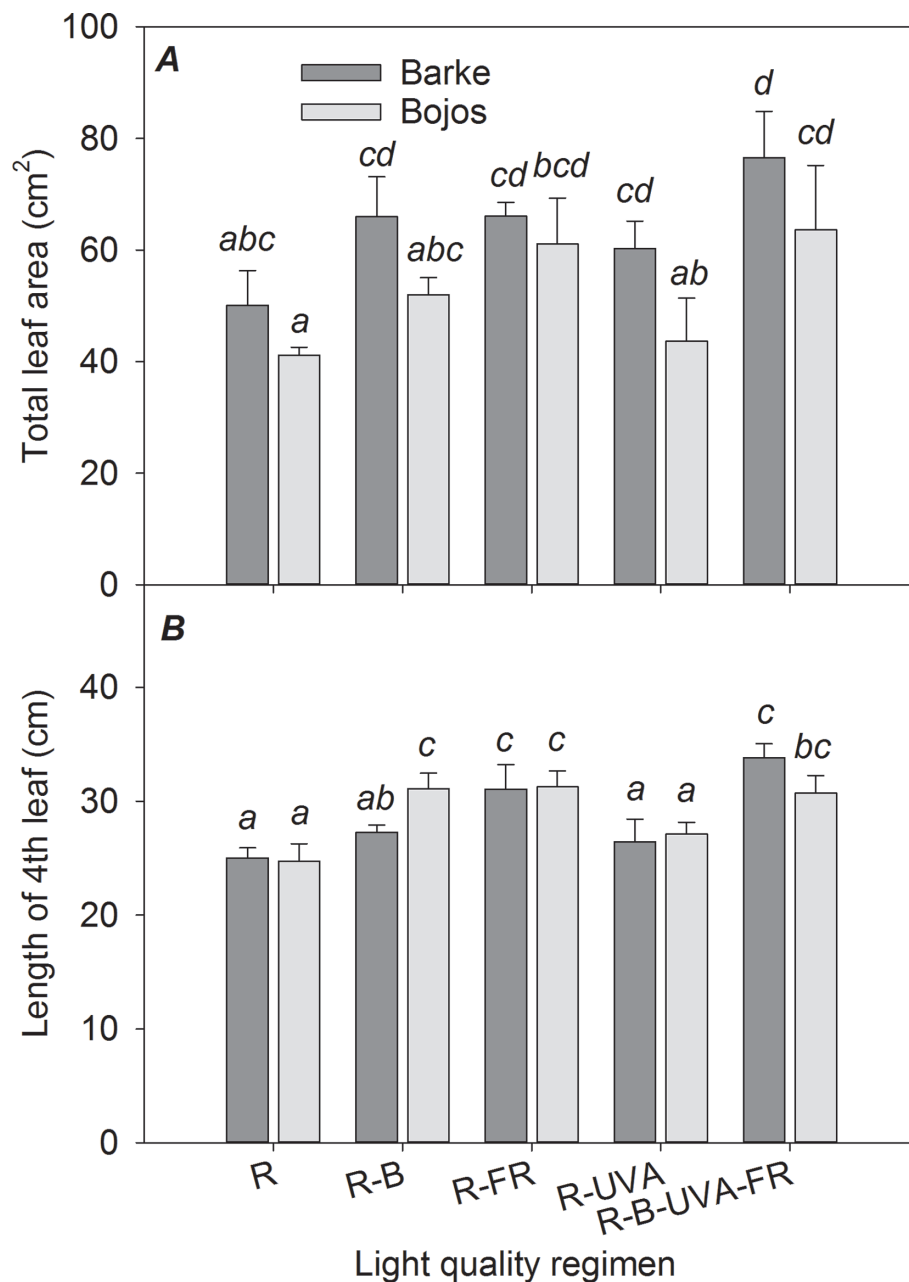 A
Barke
Bojos
Total leaf area (cm²)
100
80
60
40
20
0
abc
a
cd
abc
cd
bcd
cd
ab
d
cd
B
Length of 4th leaf (cm)
40
30
20
10
0
a
a
ab
c
c
c
a
a
c
bc
R
R-B
R-FR
R-UVA
R-B-UVA-FR
Light quality regimen